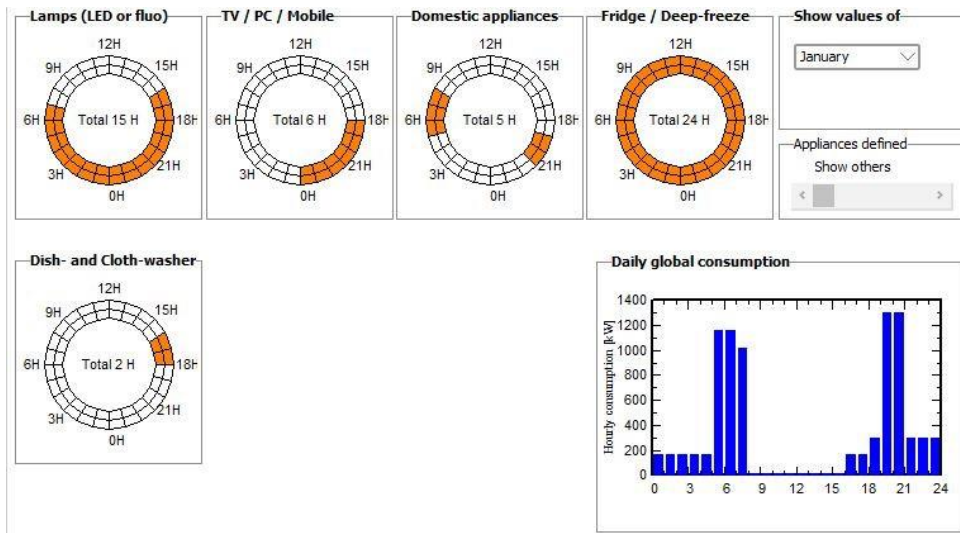 Lamps (LED or fluo)
12H
9H
15H
6H
Total 15 H
18H
3H
21H
0H
TV / PC / Mobile
12H
9H
15H
6H
Total 6 H
18H
3H
21H
0H
Domestic appliances
12H
9H
15H
6H
Total 5 H
18H
3H
21H
0H
Fridge / Deep-freeze
12H
9H
15H
6H
Total 24 H
18H
3H
21H
0H
Show values of
January
Appliances defined
Show others
Dish- and Cloth-washer
12H
9H
15H
6H
Total 2 H
18H
3H
21H
0H
Daily global consumption
Hourly consumption [kW]
1400
1200
1000
800
600
400
200
0
0 3 6 9 12 15 18 21 24